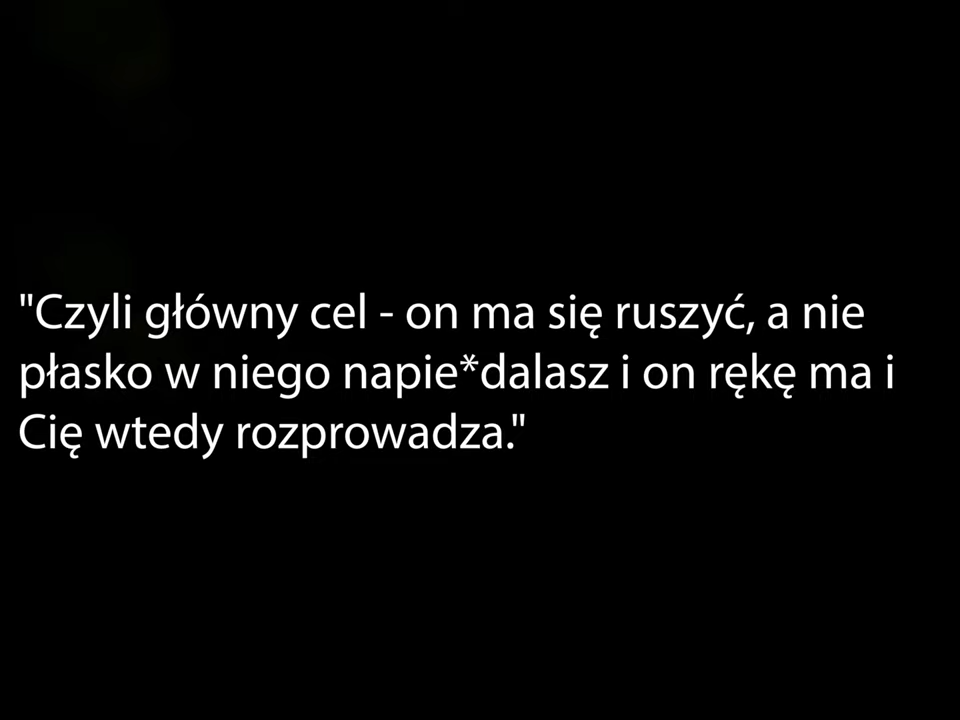 "Czyli główny cel - on ma się ruszyć, a nie
płasko w niego napie*dalasz i on rękę ma i
Cię wtedy rozprowadza."